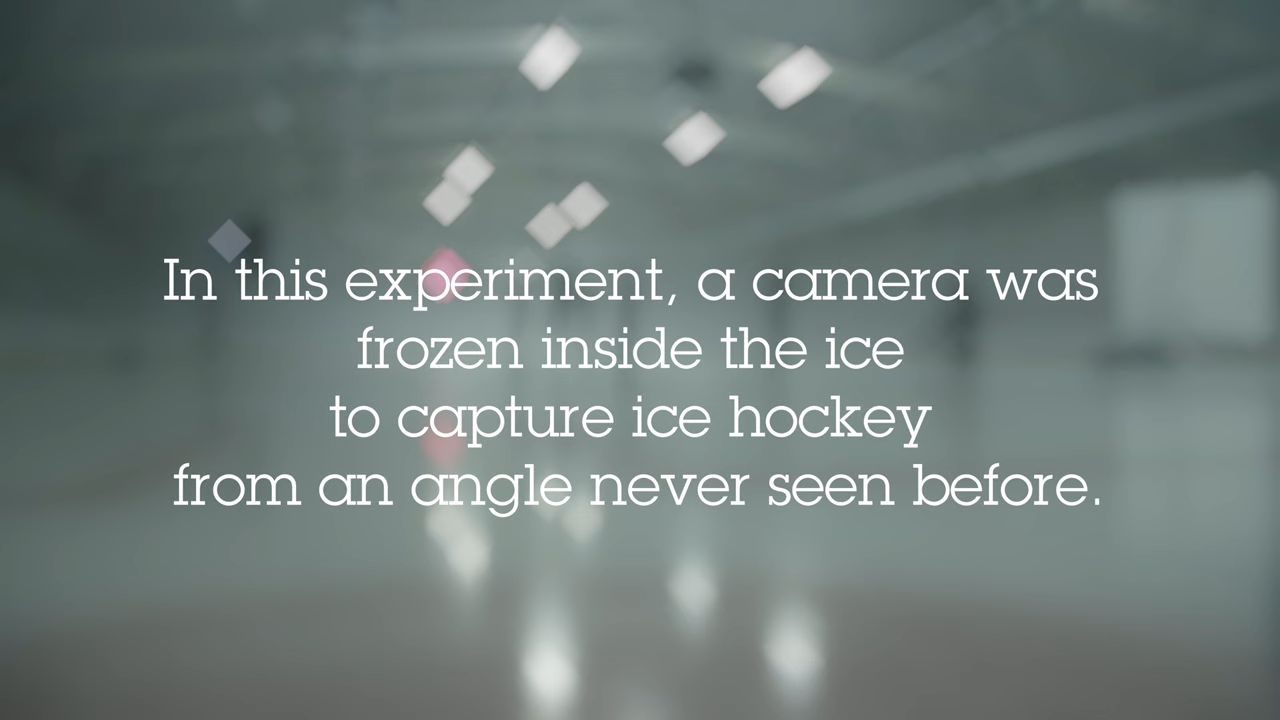 In this experiment, a camera was
frozen inside the ice
to capture ice hockey
from an angle never seen before.